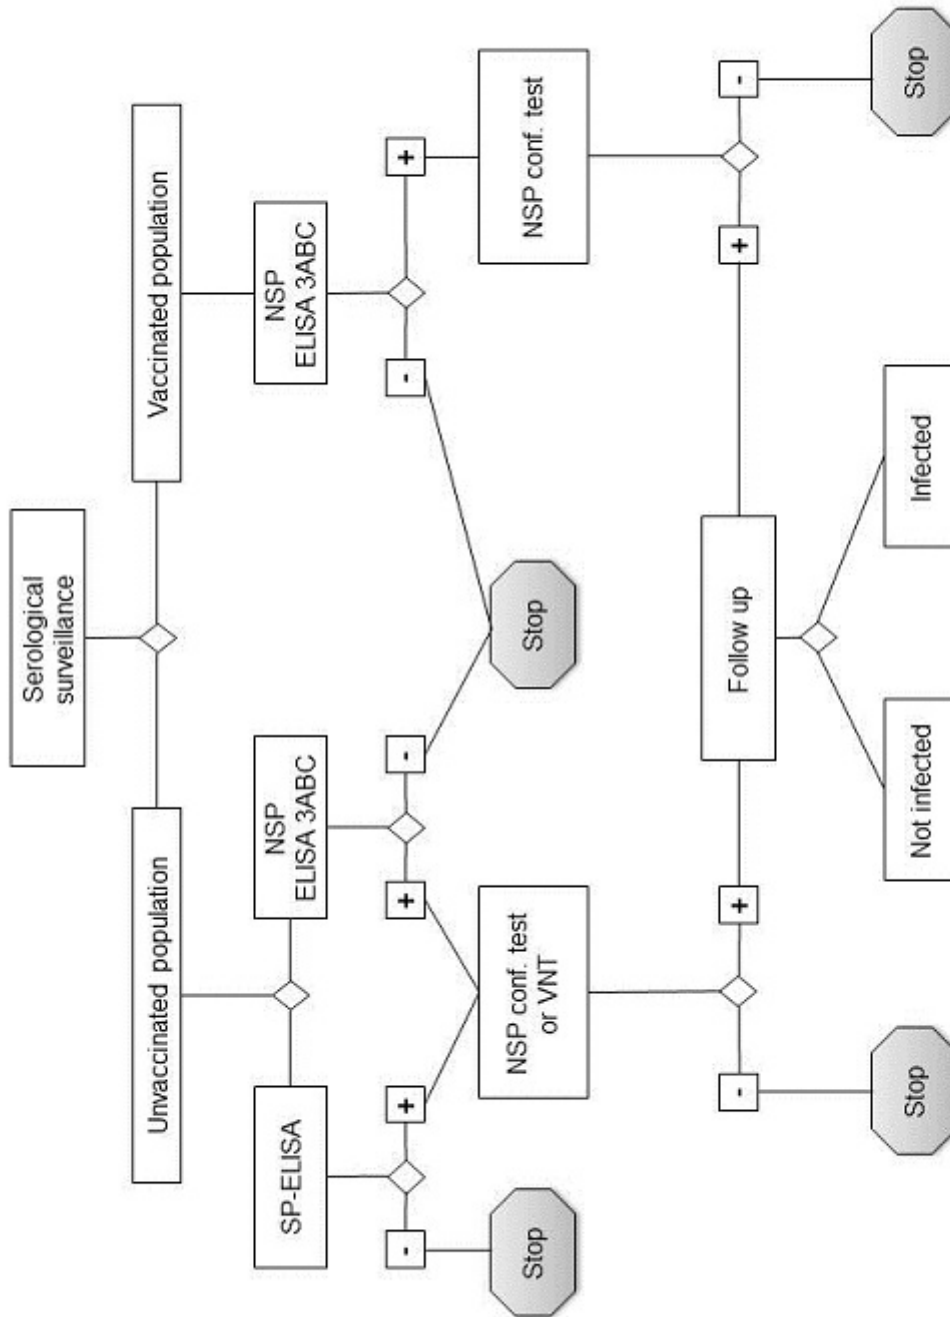 Serological
surveillance
Unvaccinated population
Vaccinated population
SP-ELISA
NSP
ELISA 3ABC
NSP
ELISA 3ABC
-
+
+
-
-
+
Stop
NSP conf. test
or VNT
Stop
NSP conf. test
-
+
Follow up
+
-
Stop
Not infected
Infected
Stop